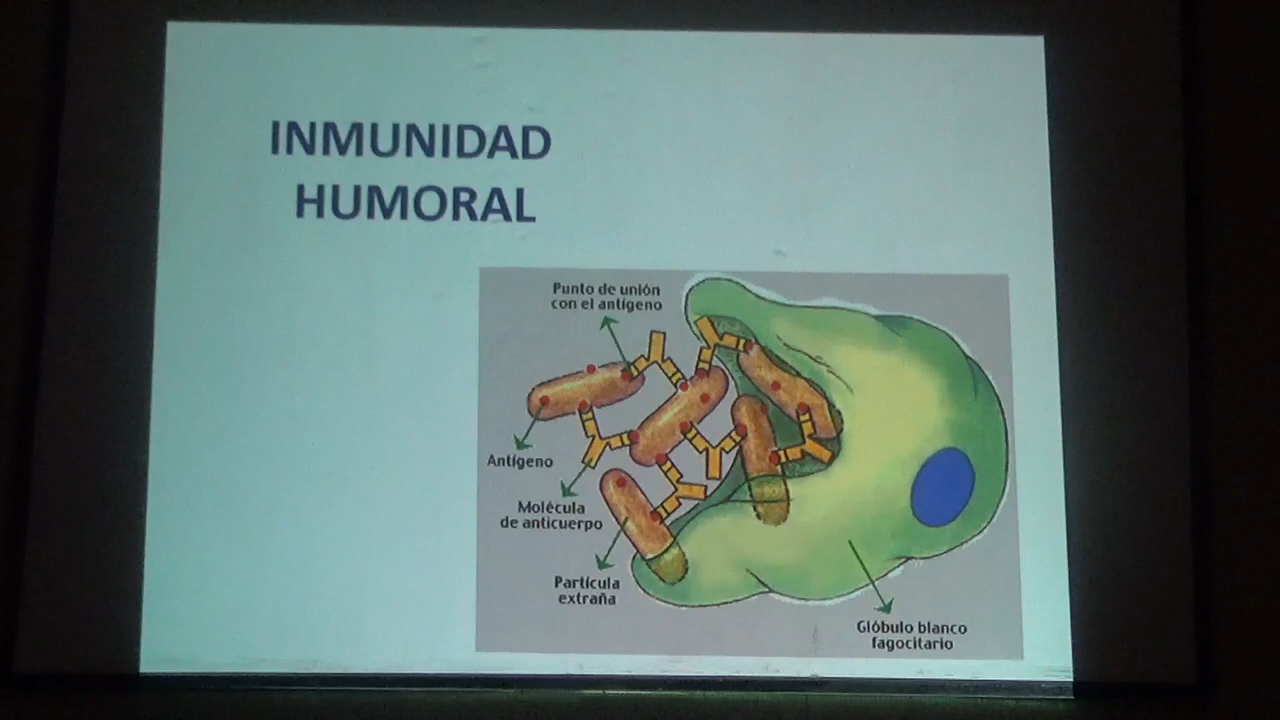 INMUNIDAD
HUMORAL
Punto de unión
con el antígeno
Antígeno
Molécula
de anticuerpo
Partícula
extraña
Glóbulo blanco
fagocitario